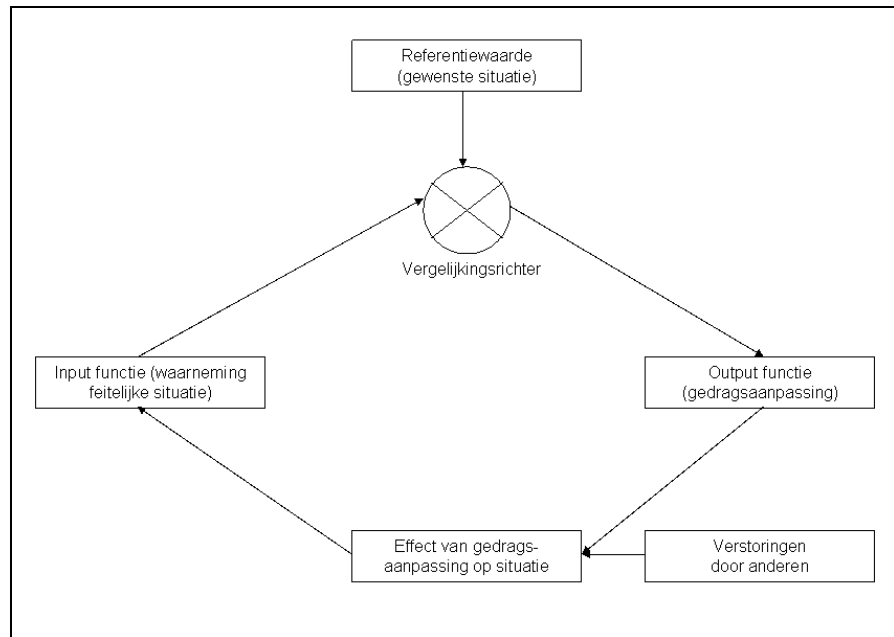 Referentiewaarde
(gewenste situatie)
Vergelijkingsrichter
Input functie (waarneming
feitelijke situatie)
Output functie
(gedragsaanpassing)
Effect van gedrags-
aanpassing op situatie
Verstoringen
door anderen